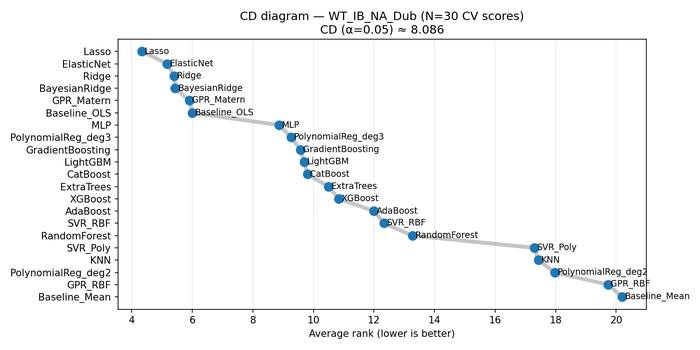 CD diagram — WT_IB_NA_Dub (N=30 CV scores)
CD (α=0.05) ≈ 8.086
Lasso Lasso
ElasticNet ElasticNet
Ridge Ridge
BayesianRidge BayesianRidge
GPR_Matern GPR_Matern
Baseline_OLS Baseline_OLS
MLP MLP
PolynomialReg_deg3 PolynomialReg_deg3
GradientBoosting GradientBoosting
LightGBM LightGBM
CatBoost CatBoost
ExtraTrees ExtraTrees
XGBoost XGBoost
AdaBoost AdaBoost
SVR_RBF SVR_RBF
RandomForest RandomForest
SVR_Poly SVR_Poly
KNN KNN
PolynomialReg_deg2 PolynomialReg_deg2
GPR_RBF GPR_RBF
Baseline_Mean Baseline_Mean
4 6 8 10 12 14 16 18 20
Average rank (lower is better)